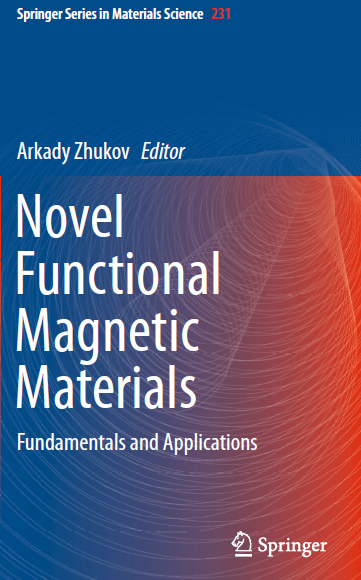 Springer Series in Materials Science 231
Arkady Zhukov Editor
Novel
Functional
Magnetic
Materials
Fundamentals and Applications
Springer